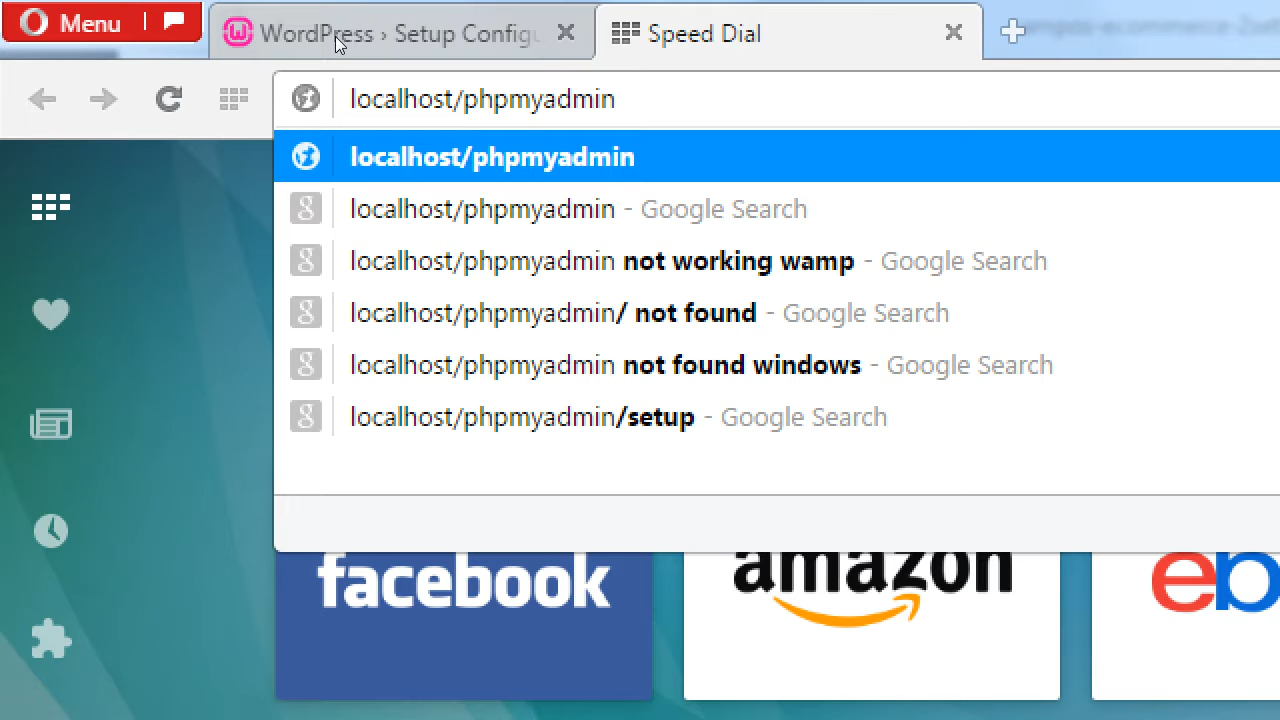 Menu
WordPress › Setup Configu
Speed Dial
localhost/phpmyadmin
localhost/phpmyadmin
localhost/phpmyadmin - Google Search
localhost/phpmyadmin not working wamp - Google Search
localhost/phpmyadmin/ not found - Google Search
localhost/phpmyadmin not found windows - Google Search
localhost/phpmyadmin/setup - Google Search
facebook
amazon
eb